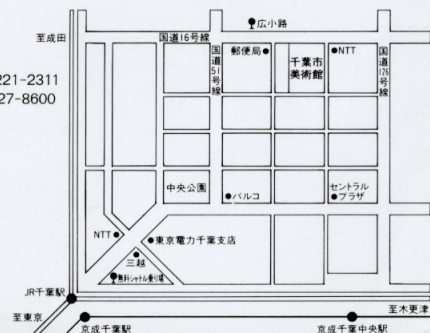 広小路
国道16号線
至成田
国道51号線
郵便局
千葉市
美術館
NTT
国道126号線
221-2311
27-8600
中央公園
パルコ
セントラル
プラザ
NTT
東京電力千葉支店
三越
無料シャトル乗り場
JR千葉駅
至東京
至木更津
京成千葉駅
京成千葉中央駅